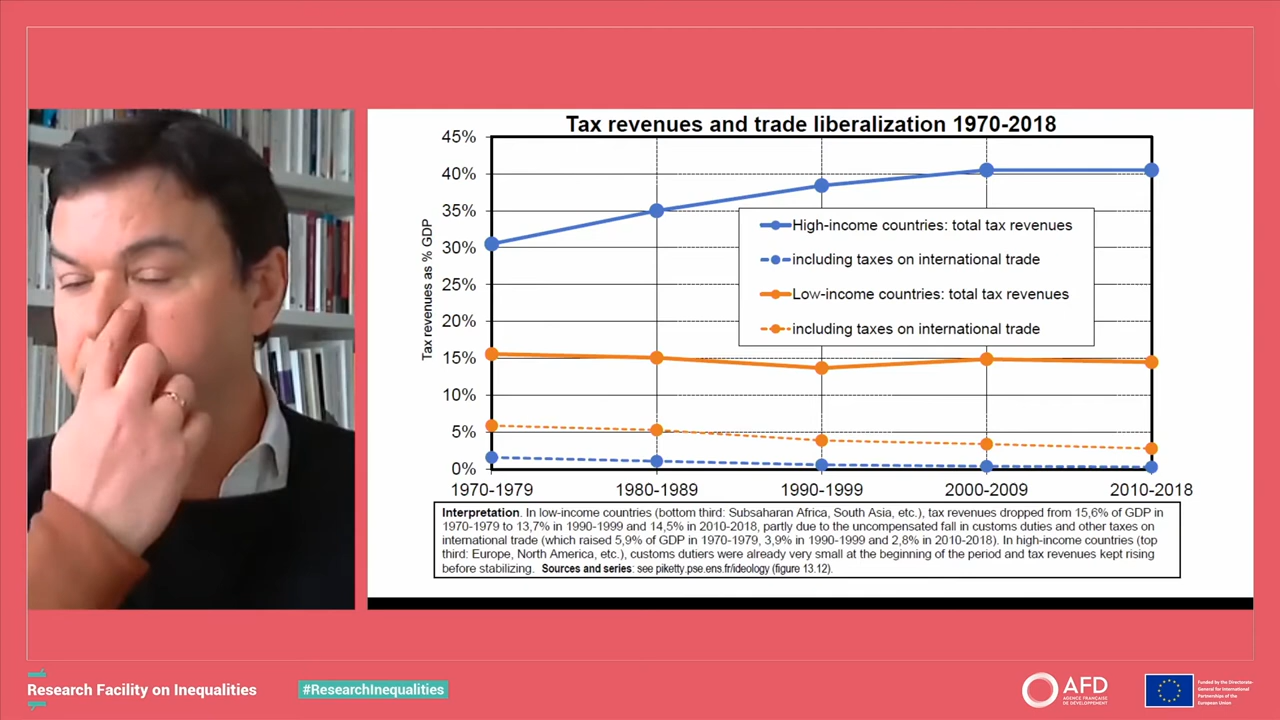 Tax revenues and trade liberalization 1970-2018
Tax revenues as % GDP
45%
40%
35%
30%
25%
20%
15%
10%
5%
0%
High-income countries: total tax revenues
including taxes on international trade
Low-income countries: total tax revenues
including taxes on international trade
1970-1979 1980-1989 1990-1999 2000-2009 2010-2018
Interpretation. In low-income countries (bottom third: Subsaharan Africa, South Asia, etc.), tax revenues dropped from 15,6% of GDP in
1970-1979 to 13,7% in 1990-1999 and 14,5% in 2010-2018, partly due to the uncompensated fall in customs duties and other taxes on
international trade (which raised 5,9% of GDP in 1970-1979, 3,9% in 1990-1999 and 2,8% in 2010-2018). In high-income countries (top
third: Europe, North America, etc.), customs dutiers were already very small at the beginning of the period and tax revenues kept rising
before stabilizing. Sources and series: see piketty.pse.ens.fr/ideology (figure 13.12).
Research Facility on Inequalities
#ResearchInequalities
AFD
AGENCE FRANÇAISE
DE DÉVELOPPEMENT
Funded by the Directorate-
General for International
Partnerships of the
European Union